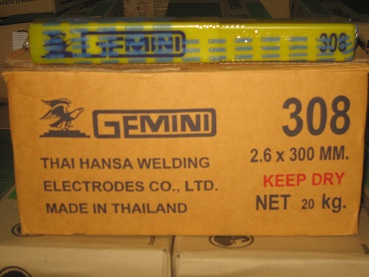 GEMINI 308
GEMINI 308
2.6 x 300 MM.
THAI HANSA WELDING
KEEP DRY
ELECTRODES CO., LTD.
NET 20 kg.
MADE IN THAILAND